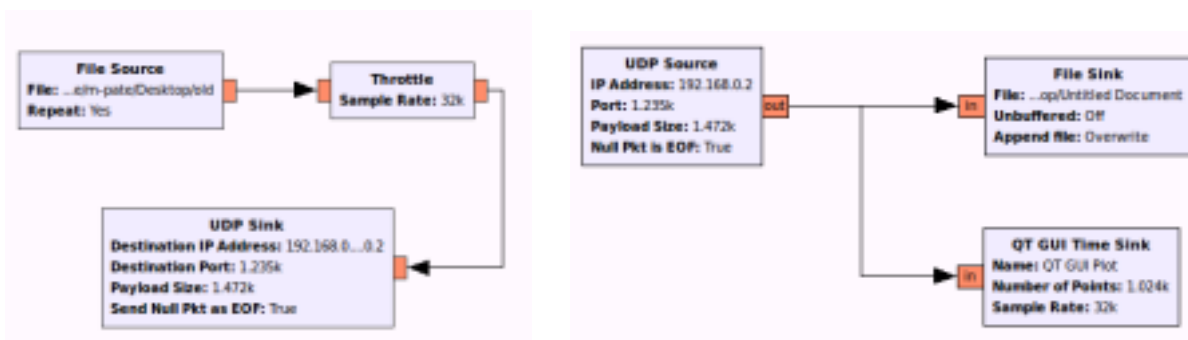 File Source
File: ...e/m-pate/Desktop/old
Repeat: Yes
Throttle
Sample Rate: 32k
UDP Sink
Destination IP Address: 192.168.0....0.2
Destination Port: 1.235k
Payload Size: 1.472k
Send Null Pkt as EOF: True
UDP Source
IP Address: 192.168.0.2
Port: 1.235k
Payload Size: 1.472k
Null Pkt is EOF: True
out
in
File Sink
File: ...op/Untitled Document
Unbuffered: Off
Append file: Overwrite
in
QT GUI Time Sink
Name: QT GUI Plot
Number of Points: 1.024k
Sample Rate: 32k